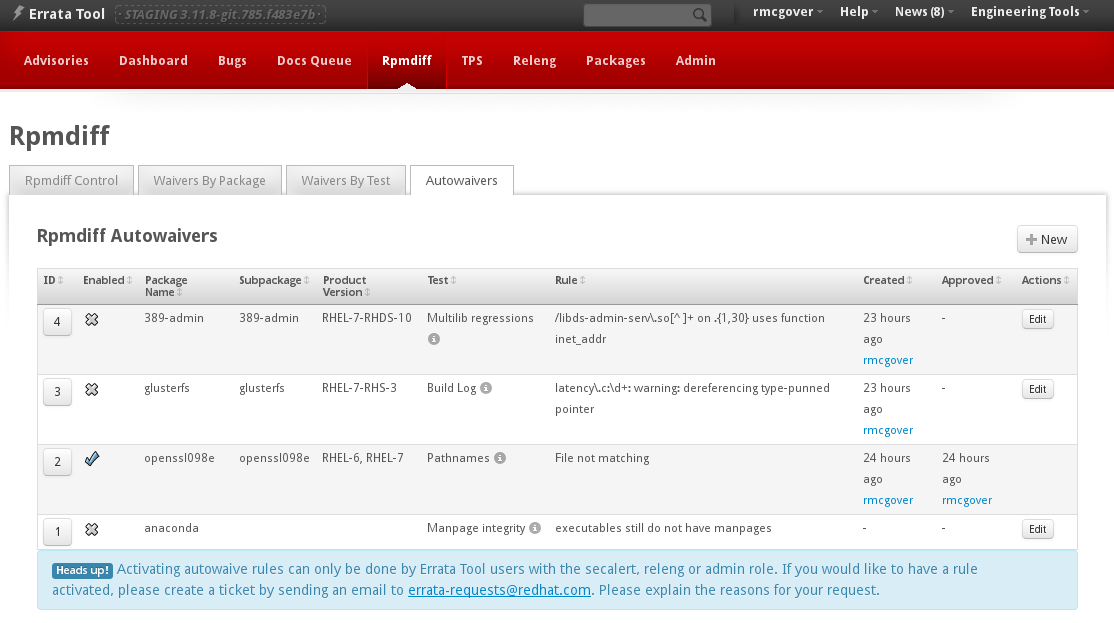 Errata Tool · STAGING 3.11.8-git.785.f483e7b · rmcgover Help News (8) Engineering Tools
Advisories Dashboard Bugs Docs Queue Rpmdiff TPS Releng Packages Admin
Rpmdiff
Rpmdiff Control Waivers By Package Waivers By Test Autowaivers
Rpmdiff Autowaivers
New
ID Enabled Package Subpackage Product Test Rule Created Approved Actions
Name Version
4 389-admin 389-admin RHEL-7-RHDS-10 Multilib regressions /libds-admin-serv\.so[^ ]+ on .{1,30} uses function 23 hours - Edit
inet_addr ago
rmcgover
3 glusterfs glusterfs RHEL-7-RHS-3 Build Log latency\.c:\d+: warning: dereferencing type-punned 23 hours - Edit
pointer ago
rmcgover
2 openssl098e openssl098e RHEL-6, RHEL-7 Pathnames File not matching 24 hours 24 hours
ago ago
rmcgover rmcgover
1 anaconda Manpage integrity executables still do not have manpages - - Edit
Heads up! Activating autowaive rules can only be done by Errata Tool users with the secalert, releng or admin role. If you would like to have a rule
activated, please create a ticket by sending an email to errata-requests@redhat.com. Please explain the reasons for your request.